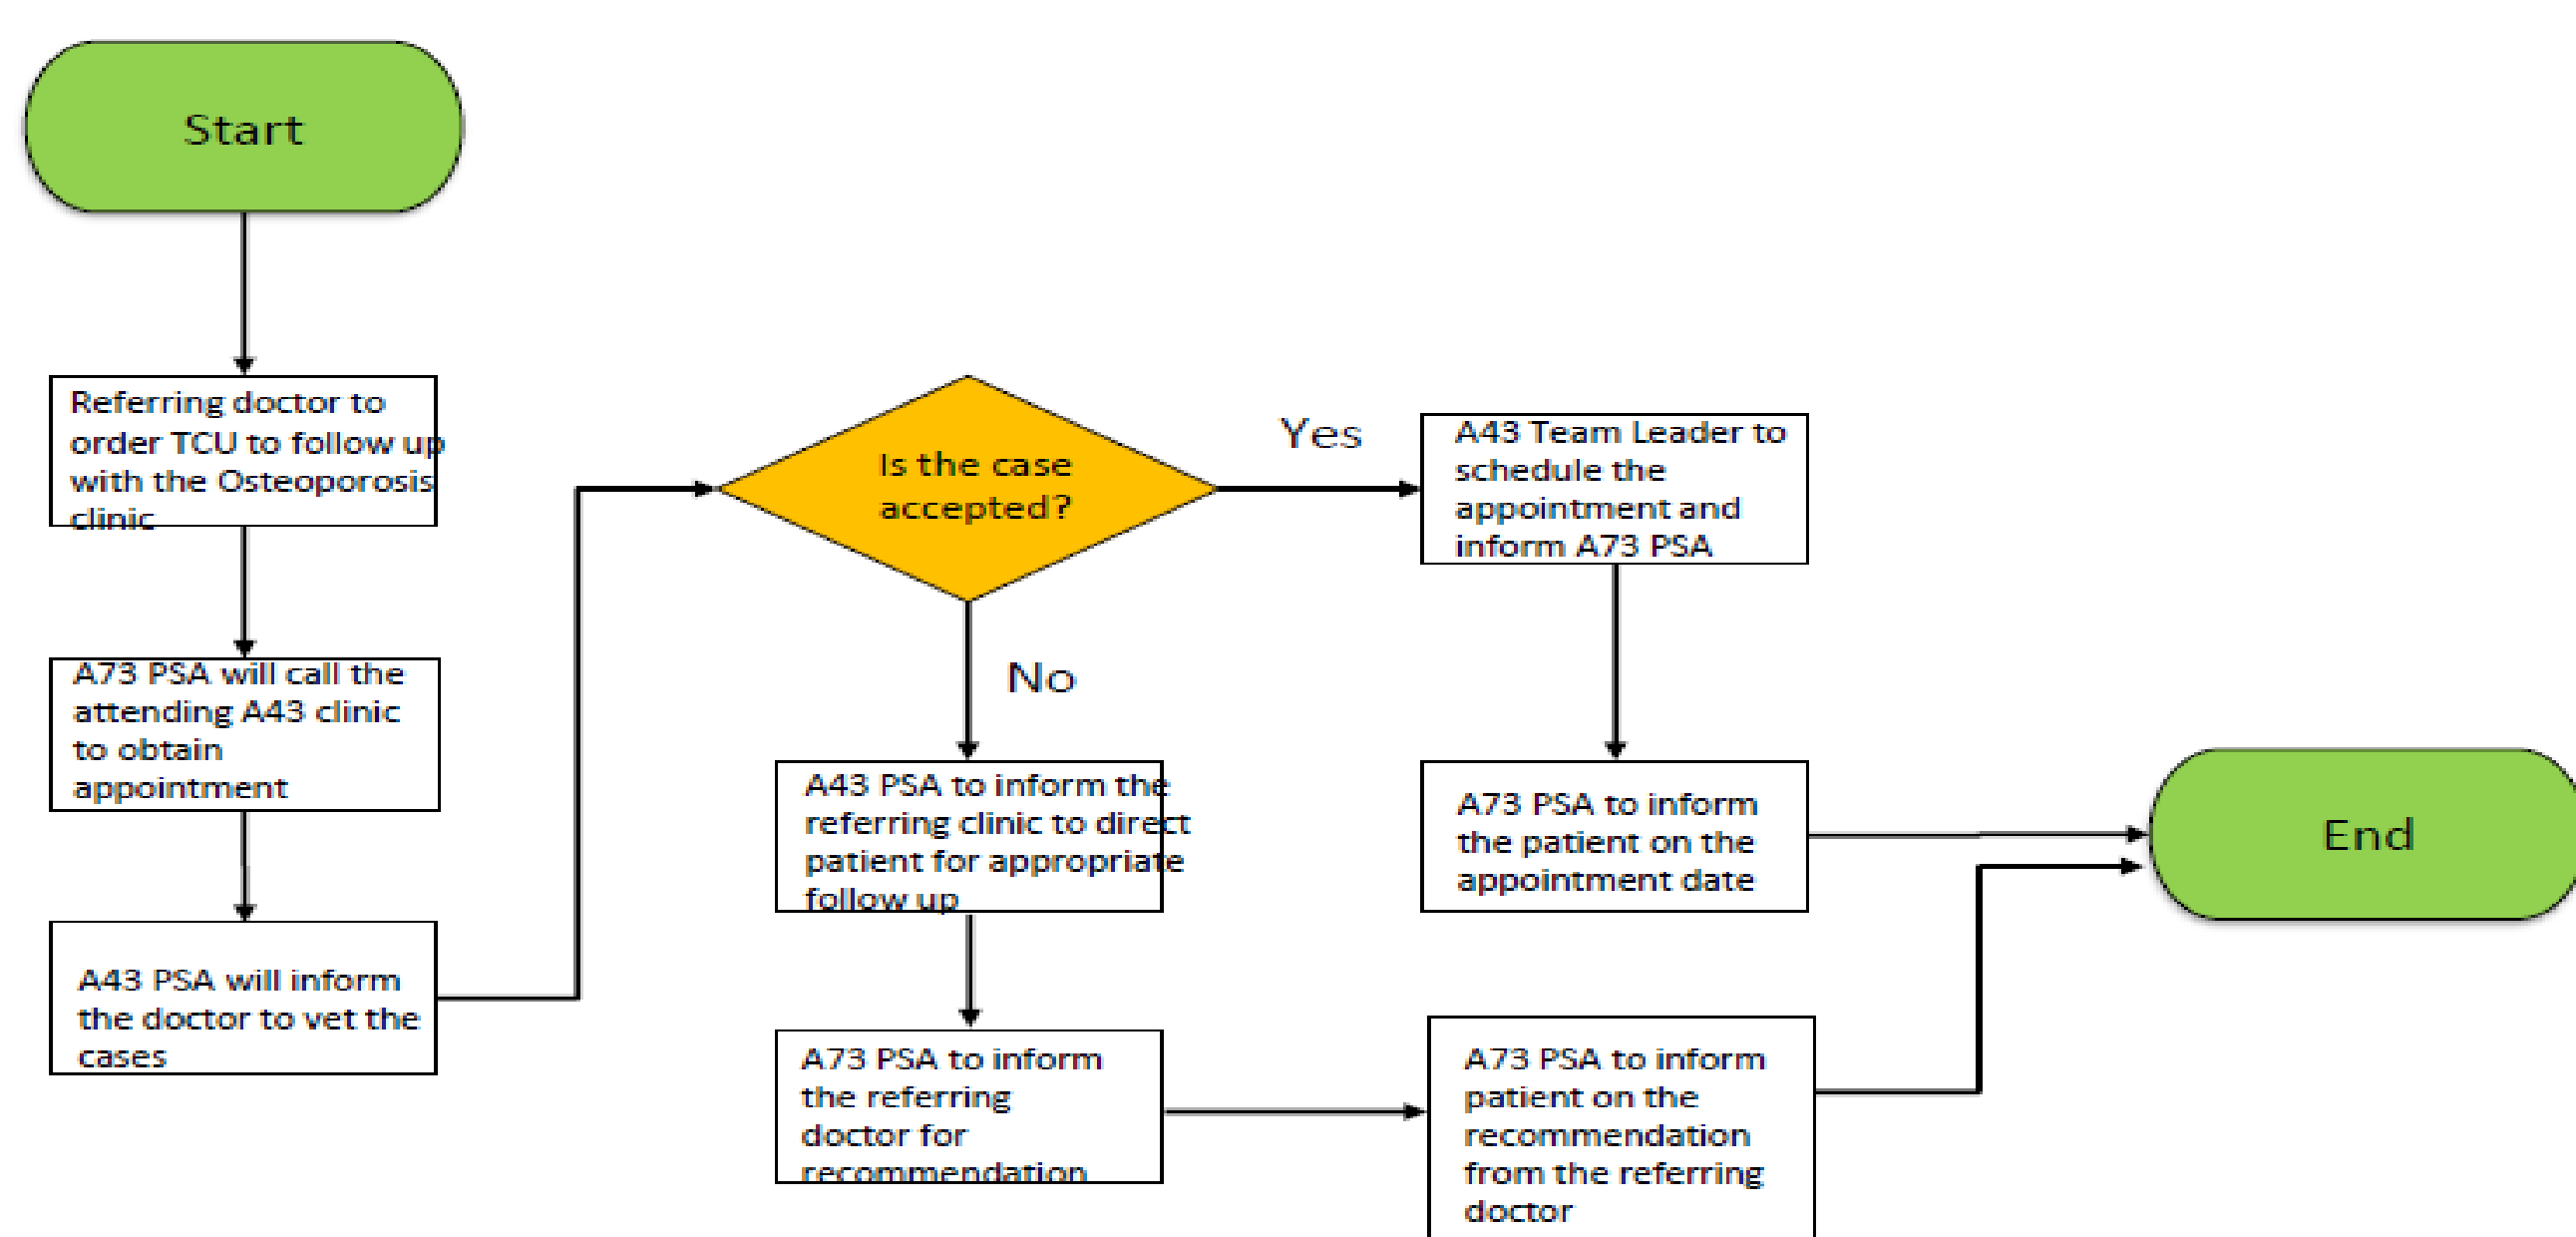 Start
Referring doctor to
order TCU to follow up
with the Osteoporosis
clinic
A73 PSA will call the
attending A43 clinic
to obtain
appointment
A43 PSA will inform
the doctor to vet the
cases
Is the case
accepted?
Yes
A43 Team Leader to
schedule the
appointment and
inform A73 PSA
No
A43 PSA to inform the
referring clinic to direct
patient for appropriate
follow up
A73 PSA to inform
the patient on the
appointment date
End
A73 PSA to inform
the referring
doctor for
recommendation
A73 PSA to inform
patient on the
recommendation
from the referring
doctor